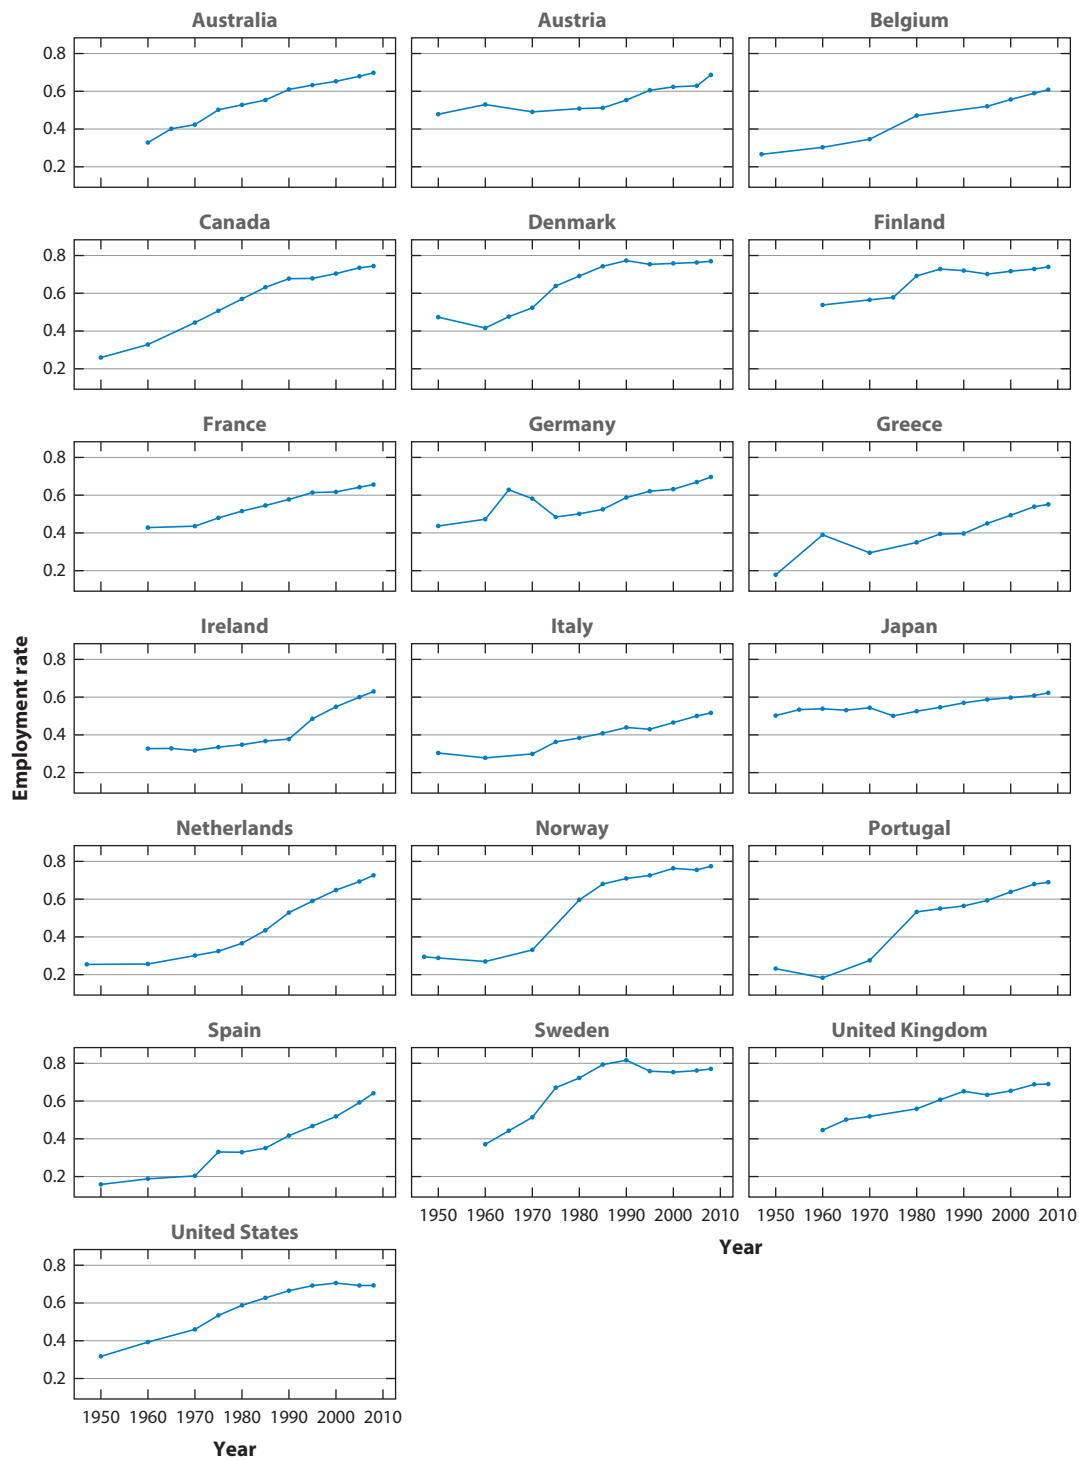 Australia
Austria
Belgium
0.8
0.6
0.4
0.2
Canada
Denmark
Finland
0.8
0.6
0.4
0.2
France
Germany
Greece
0.8
0.6
0.4
0.2
Ireland
Italy
Japan
0.8
0.6
0.4
0.2
Employment rate
Netherlands
Norway
Portugal
0.8
0.6
0.4
0.2
Spain
Sweden
United Kingdom
0.8
0.6
0.4
0.2
1950 1960 1970 1980 1990 2000 2010
1950 1960 1970 1980 1990 2000 2010
Year
United States
0.8
0.6
0.4
0.2
1950 1960 1970 1980 1990 2000 2010
Year